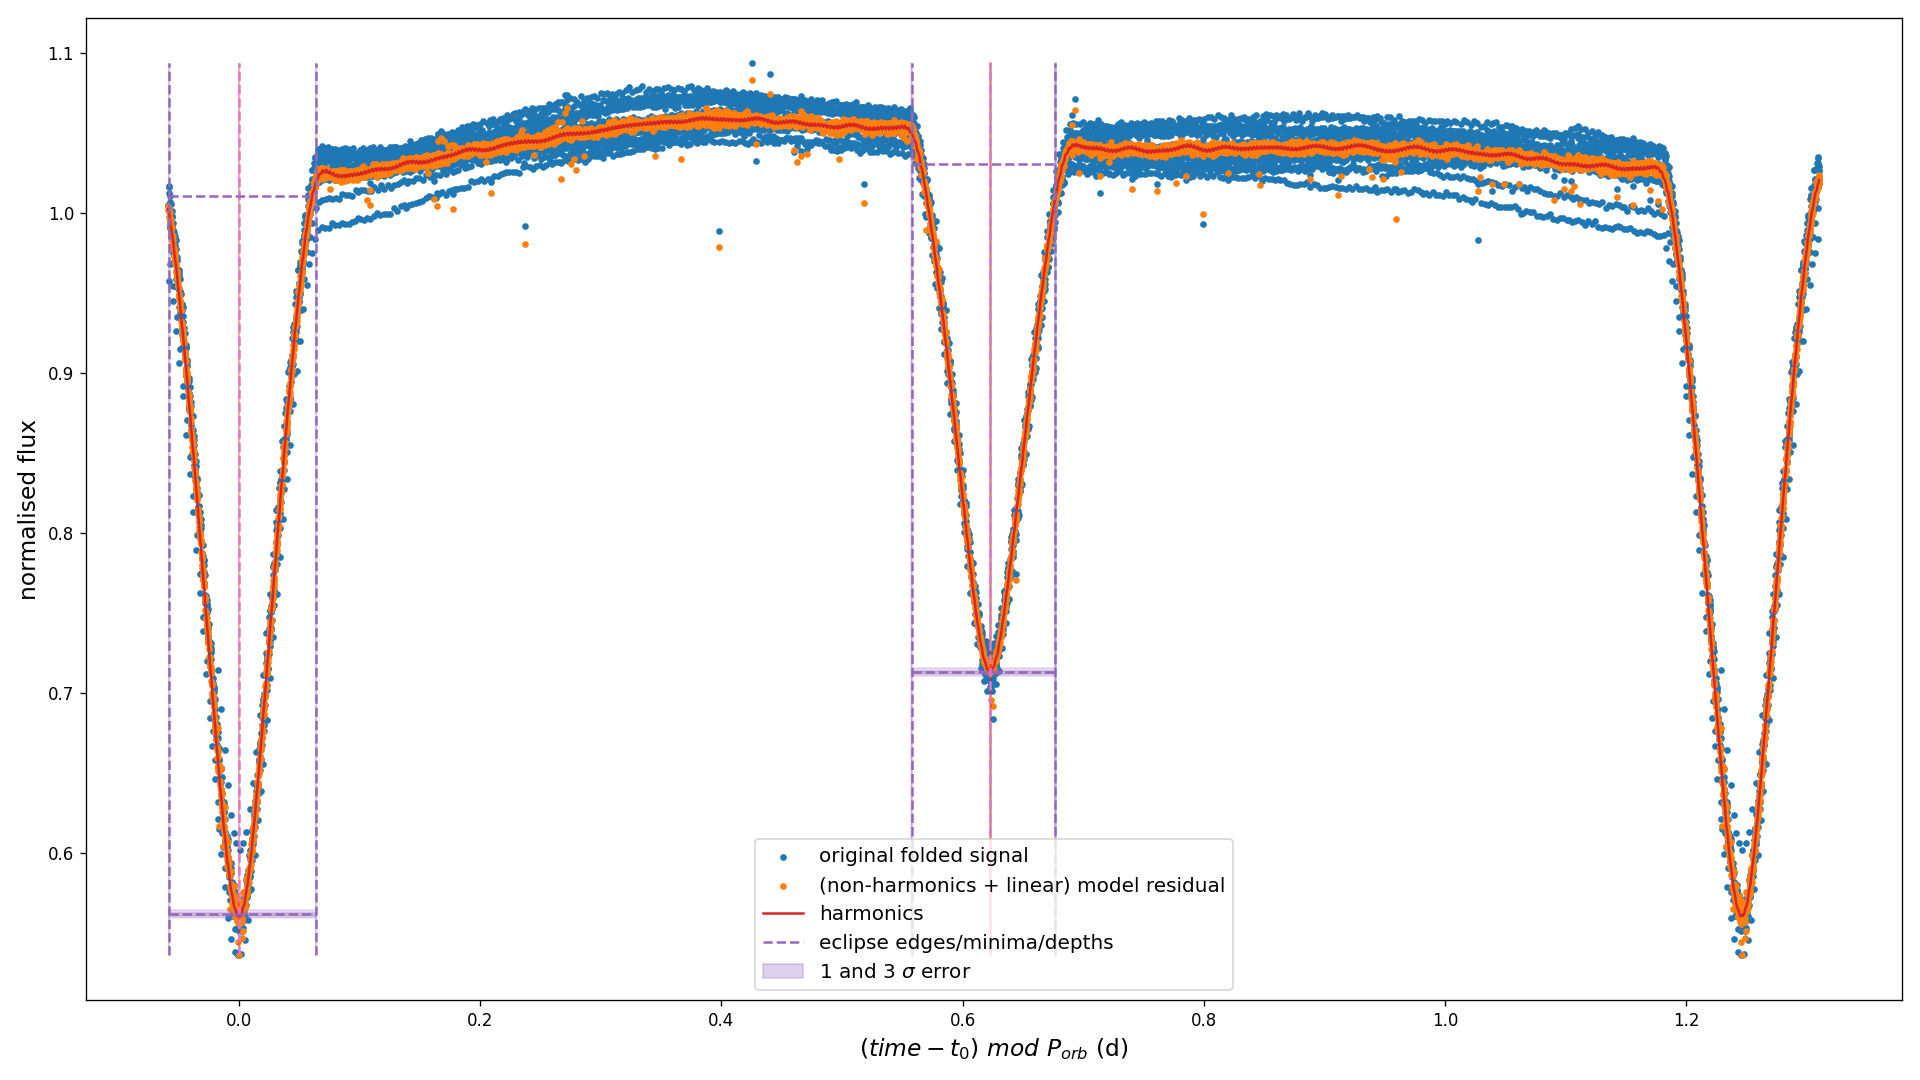 normalised flux
1.1
1.0
0.9
0.8
0.7
0.6
original folded signal
(non-harmonics + linear) model residual
harmonics
eclipse edges/minima/depths
1 and 3 σ error
0.0 0.2 0.4 0.6 0.8 1.0 1.2
(time − t₀) mod Pₒᵣb (d)